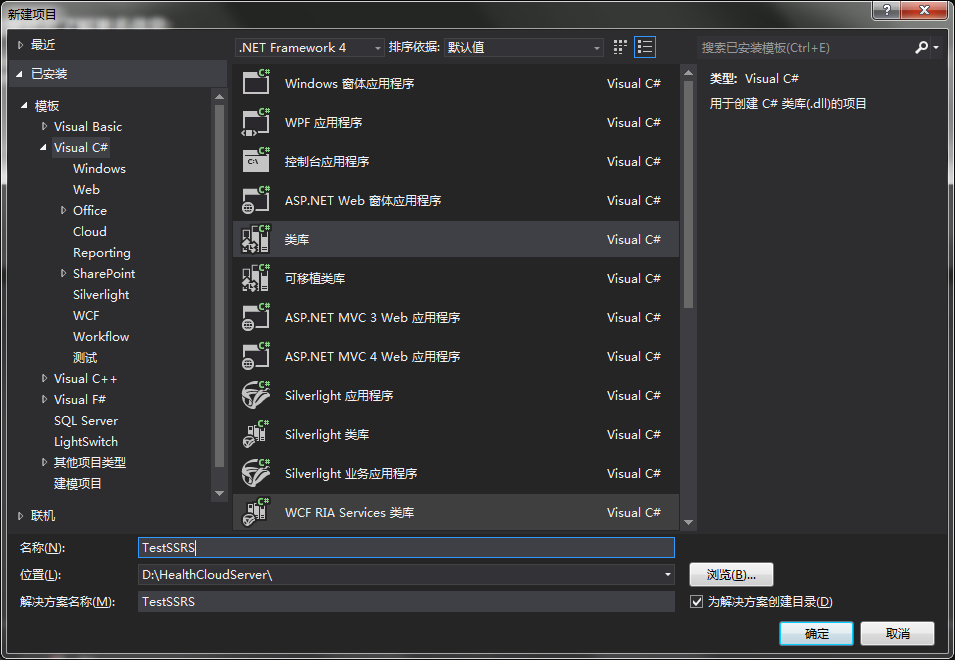 新建项目
最近
已安装
模板
Visual Basic
Visual C#
Windows
Web
Office
Cloud
Reporting
SharePoint
Silverlight
WCF
Workflow
测试
Visual C++
Visual F#
SQL Server
LightSwitch
其他项目类型
建模项目
联机
.NET Framework 4
排序依据: 默认值
C# Windows 窗体应用程序 Visual C#
C# WPF 应用程序 Visual C#
C# C:\ 控制台应用程序 Visual C#
C# ASP.NET Web 窗体应用程序 Visual C#
C# 类库 Visual C#
C# 可移植类库 Visual C#
C# ASP.NET MVC 3 Web 应用程序 Visual C#
C# ASP.NET MVC 4 Web 应用程序 Visual C#
C# Silverlight 应用程序 Visual C#
C# Silverlight 类库 Visual C#
C# Silverlight 业务应用程序 Visual C#
C# WCF RIA Services 类库 Visual C#
搜索已安装模板(Ctrl+E)
类型: Visual C#
用于创建 C# 类库(.dll)的项目
名称(N): TestSSRS
位置(L): D:\HealthCloudServer\ 浏览(B)...
解决方案名称(M): TestSSRS 为解决方案创建目录(D)
确定 取消